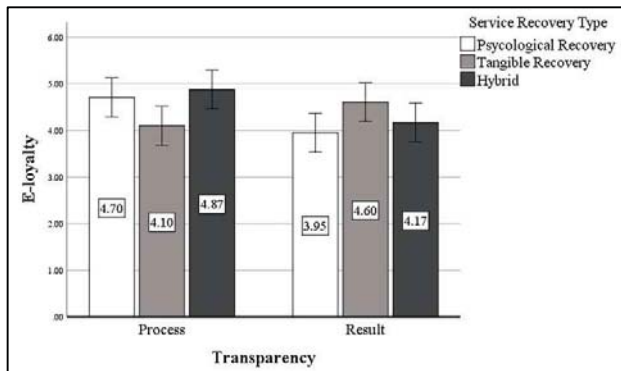 Service Recovery Type
Psycological Recovery
Tangible Recovery
Hybrid
E-loyalty
6.00
5.00
4.00
3.00
2.00
1.00
.00
4.70
4.10
4.87
3.95
4.60
4.17
Process
Result
Transparency